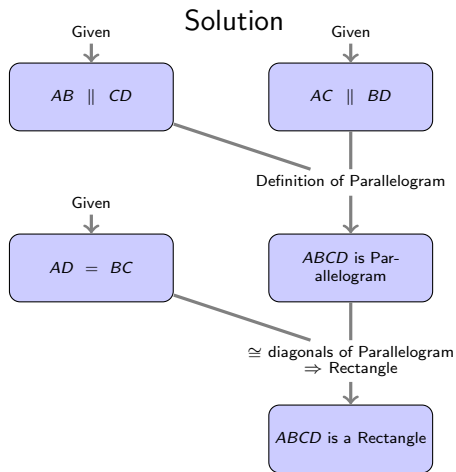 Solution
Given
Given
AB ∥ CD
AC ∥ BD
Definition of Parallelogram
Given
AD = BC
ABCD is Par-
allelogram
≅ diagonals of Parallelogram
⇒ Rectangle
ABCD is a Rectangle